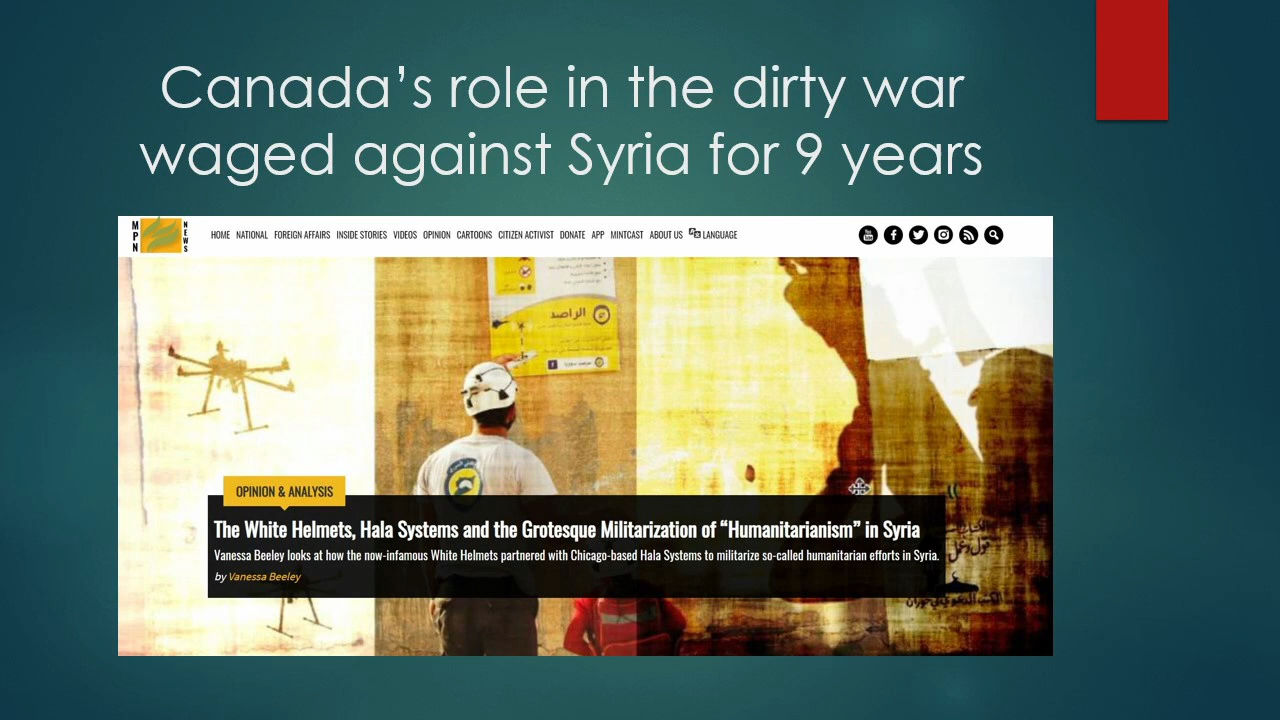 Canada’s role in the dirty war
waged against Syria for 9 years
MPN NEWS
HOME NATIONAL FOREIGN AFFAIRS INSIDE STORIES VIDEOS OPINION CARTOONS CITIZEN ACTIVIST DONATE APP MINTCAST ABOUT US LANGUAGE
الراصد
OPINION & ANALYSIS
The White Helmets, Hala Systems and the Grotesque Militarization of “Humanitarianism” in Syria
Vanessa Beeley looks at how the now-infamous White Helmets partnered with Chicago-based Hala Systems to militarize so-called humanitarian efforts in Syria.
by Vanessa Beeley